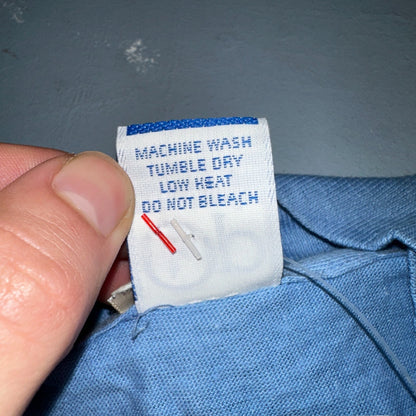 MACHINE WASH
TUMBLE DRY
LOW HEAT
DO NOT BLEACH